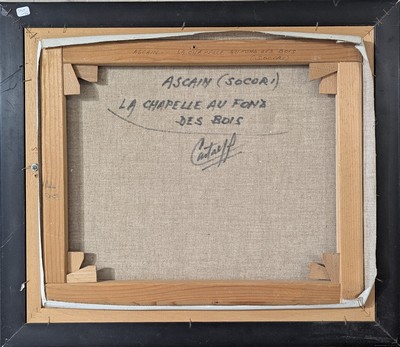 ASCAIN (SOCORI)
LA CHAPELLE AU FOND
DES BOIS